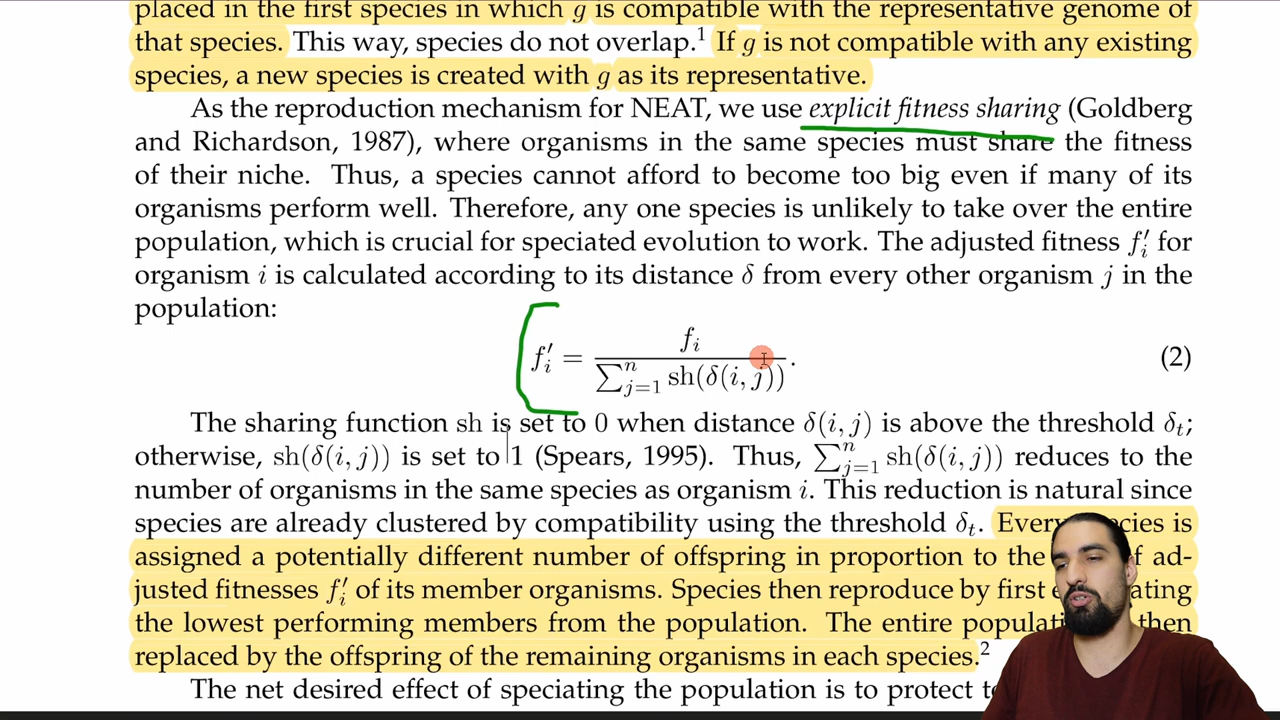 placed in the first species in which g is compatible with the representative genome of
that species. This way, species do not overlap.¹ If g is not compatible with any existing
species, a new species is created with g as its representative.
As the reproduction mechanism for NEAT, we use explicit fitness sharing (Goldberg
and Richardson, 1987), where organisms in the same species must share the fitness
of their niche. Thus, a species cannot afford to become too big even if many of its
organisms perform well. Therefore, any one species is unlikely to take over the entire
population, which is crucial for speciated evolution to work. The adjusted fitness f′ᵢ for
organism i is calculated according to its distance δ from every other organism j in the
population:
f′ᵢ = fᵢ / ∑ⁿⱼ₌₁ sh(δ(i, j)). (2)
The sharing function sh is set to 0 when distance δ(i, j) is above the threshold δₜ;
otherwise, sh(δ(i, j)) is set to 1 (Spears, 1995). Thus, ∑ⁿⱼ₌₁ sh(δ(i, j)) reduces to the
number of organisms in the same species as organism i. This reduction is natural since
species are already clustered by compatibility using the threshold δₜ. Every cies is
assigned a potentially different number of offspring in proportion to the f ad-
justed fitnesses f′ᵢ of its member organisms. Species then reproduce by first e ating
the lowest performing members from the population. The entire populati then
replaced by the offspring of the remaining organisms in each species.²
The net desired effect of speciating the population is to protect t